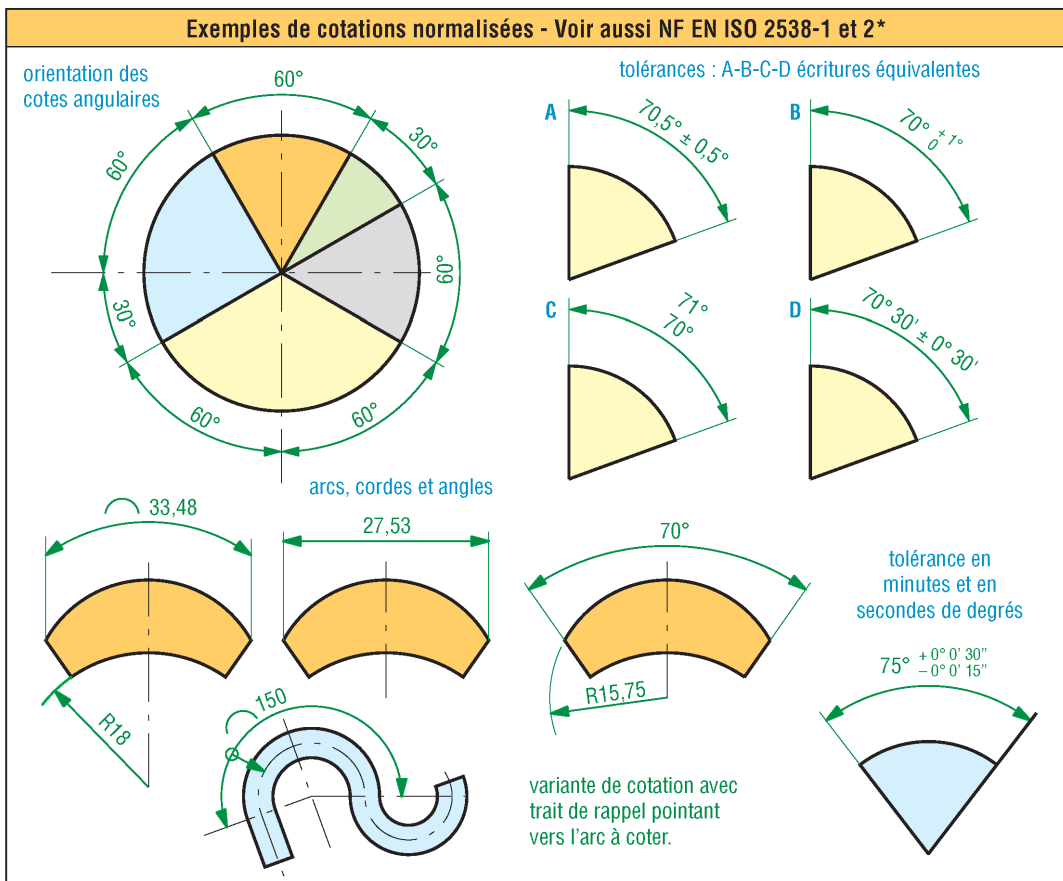 Exemples de cotations normalisées - Voir aussi NF EN ISO 2538-1 et 2*
orientation des
cotes angulaires
60°
30°
60°
60°
30°
60°
60°
tolérances : A-B-C-D écritures équivalentes
A
70,5° ± 0,5°
B
70° + 1°
0
C
71°
70°
D
70° 30' ± 0° 30'
arcs, cordes et angles
33,48
R18
27,53
150
70°
R15,75
variante de cotation avec
trait de rappel pointant
vers l'arc à coter.
tolérance en
minutes et en
secondes de degrés
75° + 0° 0' 30"
– 0° 0' 15"